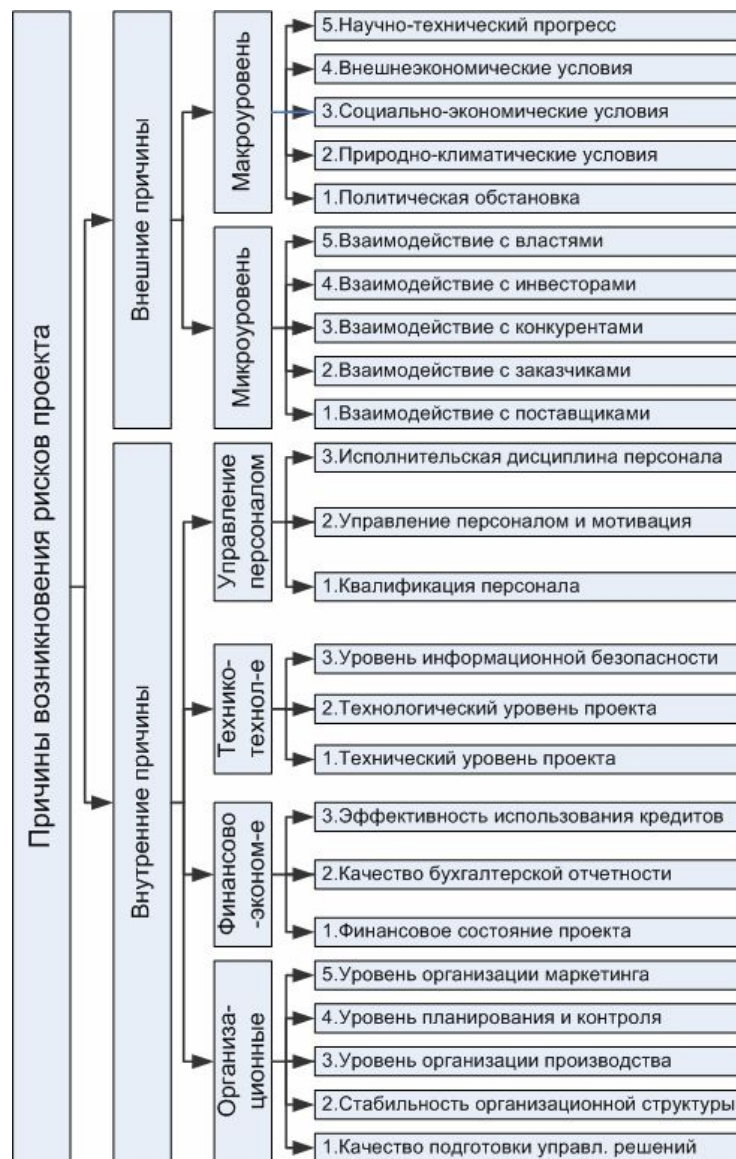 Причины возникновения рисков проекта
Внешние причины
Макроуровень
5.Научно-технический прогресс
4.Внешнеэкономические условия
3.Социально-экономические условия
2.Природно-климатические условия
1.Политическая обстановка
Микроуровень
5.Взаимодействие с властями
4.Взаимодействие с инвесторами
3.Взаимодействие с конкурентами
2.Взаимодействие с заказчиками
1.Взаимодействие с поставщиками
Внутренние причины
Управление
персоналом
3.Исполнительская дисциплина персонала
2.Управление персоналом и мотивация
1.Квалификация персонала
Технико-
технол-е
3.Уровень информационной безопасности
2.Технологический уровень проекта
1.Технический уровень проекта
Финансово
-эконом-е
3.Эффективность использования кредитов
2.Качество бухгалтерской отчетности
1.Финансовое состояние проекта
Организа-
ционные
5.Уровень организации маркетинга
4.Уровень планирования и контроля
3.Уровень организации производства
2.Стабильность организационной структуры
1.Качество подготовки управл. решений